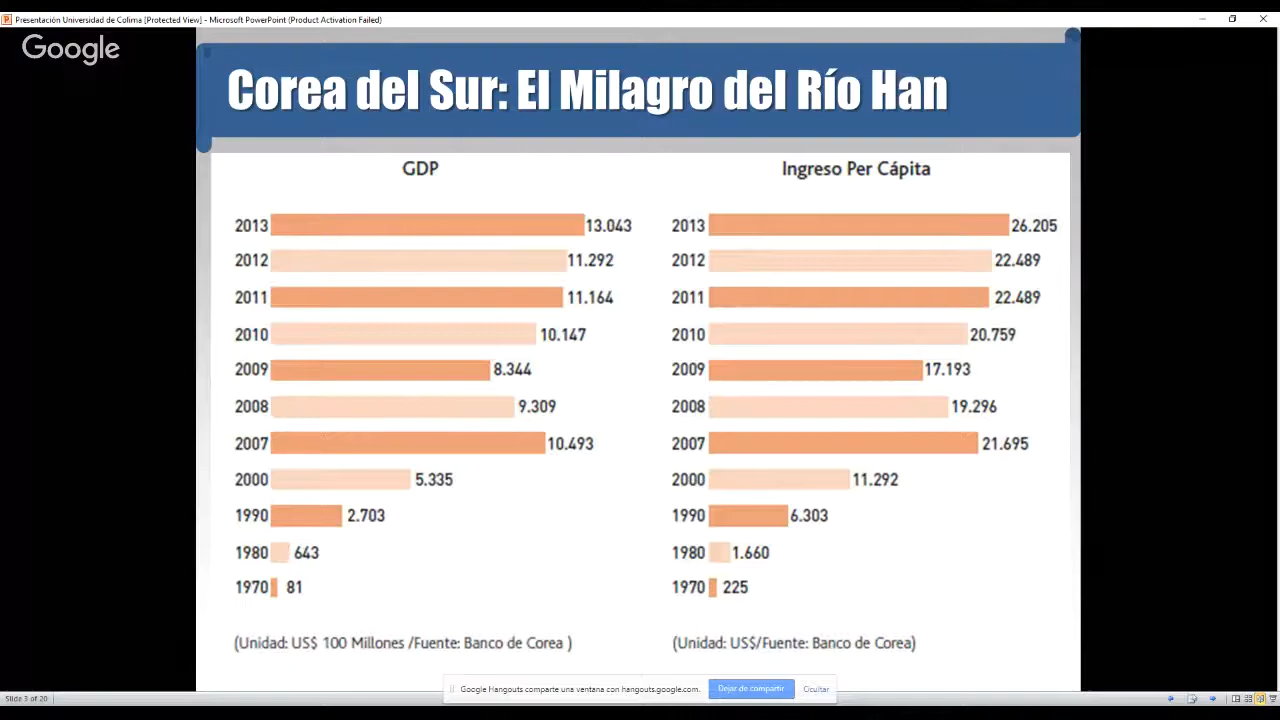 Presentación Universidad de Colima [Protected View] - Microsoft PowerPoint (Product Activation Failed)
Google
Corea del Sur: El Milagro del Río Han
GDP
2013 13.043
2012 11.292
2011 11.164
2010 10.147
2009 8.344
2008 9.309
2007 10.493
2000 5.335
1990 2.703
1980 643
1970 81
(Unidad: US$ 100 Millones /Fuente: Banco de Corea )
Ingreso Per Cápita
2013 26.205
2012 22.489
2011 22.489
2010 20.759
2009 17.193
2008 19.296
2007 21.695
2000 11.292
1990 6.303
1980 1.660
1970 225
(Unidad: US$/Fuente: Banco de Corea)
Google Hangouts comparte una ventana con hangouts.google.com.
Dejar de compartir
Ocultar
Slide 3 of 20